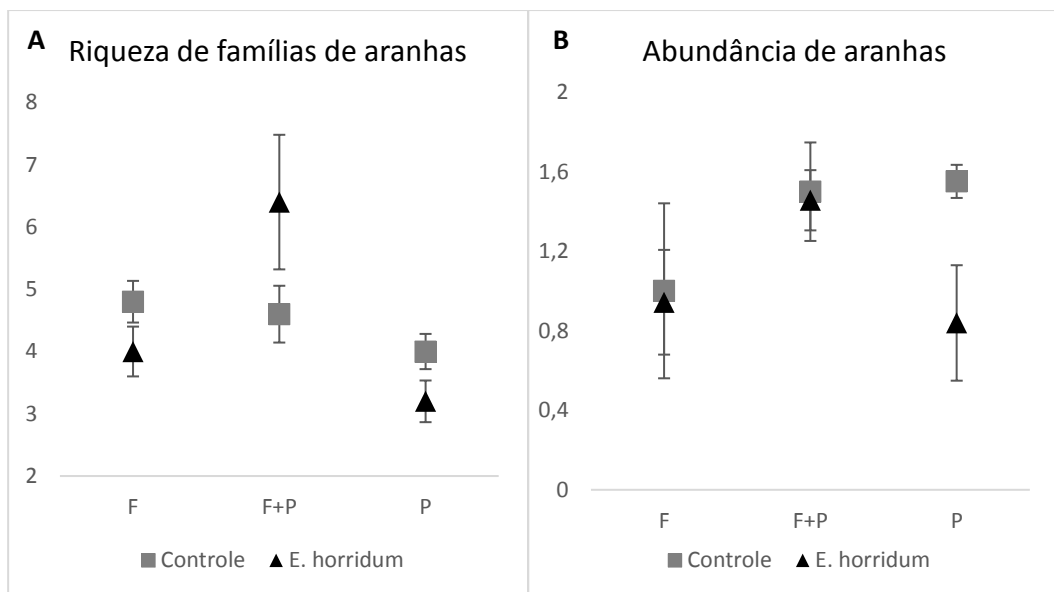 A Riqueza de famílias de aranhas
8
7
6
5
4
3
2
F F+P P
Controle E. horridum
B Abundância de aranhas
2
1,6
1,2
0,8
0,4
0
F F+P P
Controle E. horridum